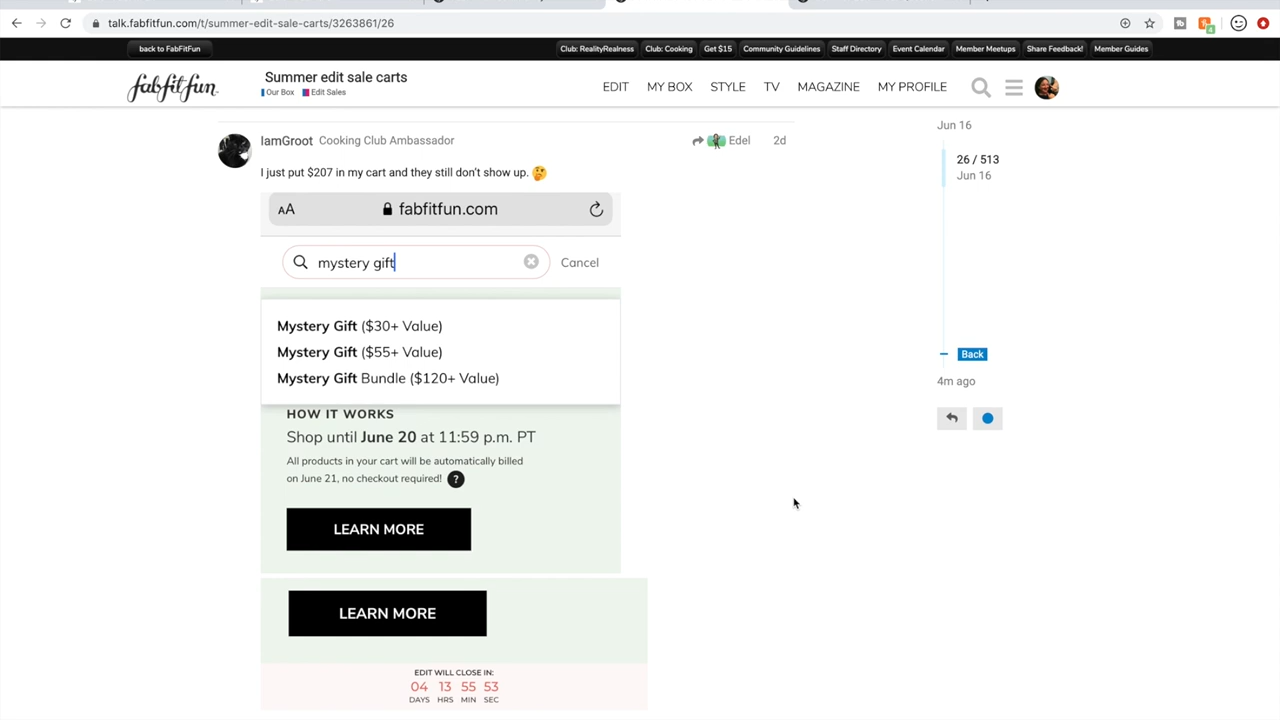 talk.fabfitfun.com/t/summer-edit-sale-carts/3263861/26
back to FabFitFun
Club: RealityRealness
Club: Cooking
Get $15
Community Guidelines
Staff Directory
Event Calendar
Member Meetups
Share Feedback!
Member Guides
fabfitfun.
Summer edit sale carts
Our Box
Edit Sales
EDIT
MY BOX
STYLE
TV
MAGAZINE
MY PROFILE
IamGroot Cooking Club Ambassador
Edel
2d
I just put $207 in my cart and they still don't show up.
AA
fabfitfun.com
mystery gift
Cancel
Mystery Gift ($30+ Value)
Mystery Gift ($55+ Value)
Mystery Gift Bundle ($120+ Value)
HOW IT WORKS
Shop until June 20 at 11:59 p.m. PT
All products in your cart will be automatically billed
on June 21, no checkout required! ?
LEARN MORE
LEARN MORE
EDIT WILL CLOSE IN:
04 13 55 53
DAYS HRS MIN SEC
Jun 16
26 / 513
Jun 16
Back
4m ago